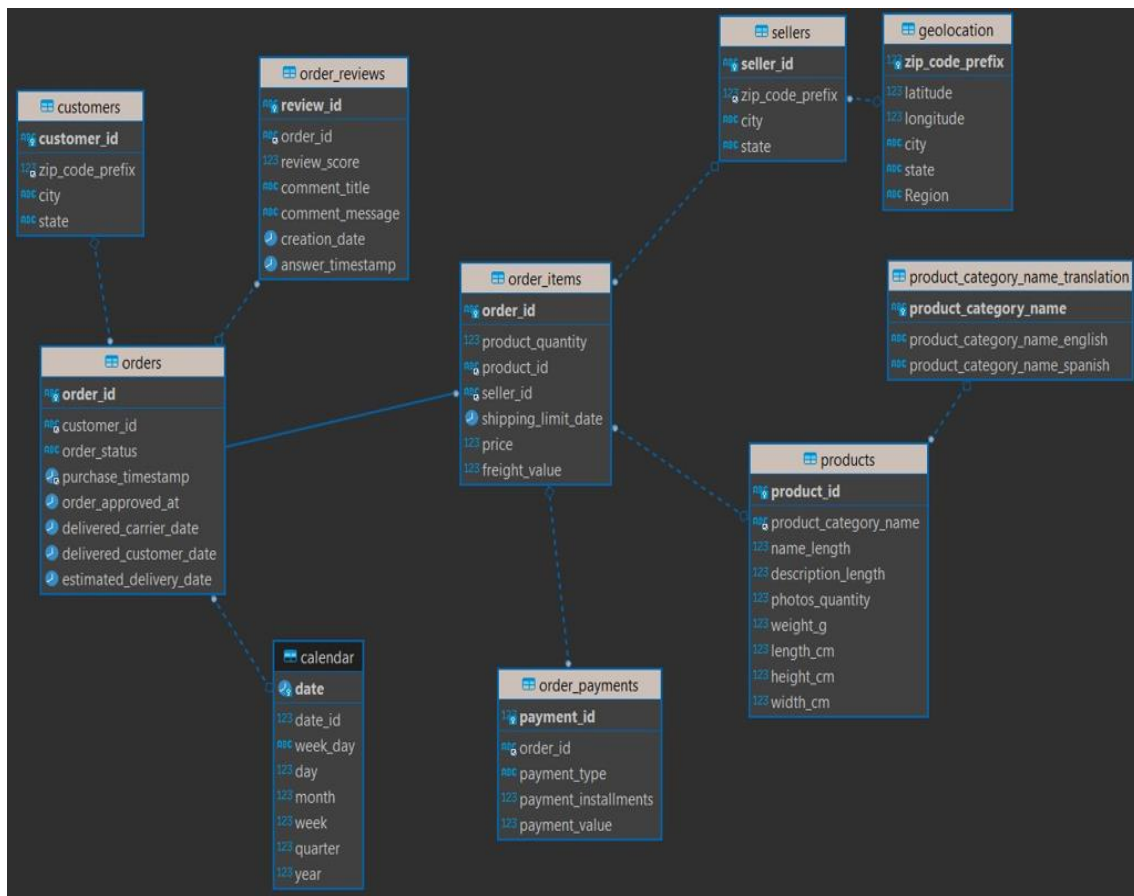 customers
customer_id
zip_code_prefix
city
state
order_reviews
review_id
order_id
review_score
comment_title
comment_message
creation_date
answer_timestamp
sellers
seller_id
zip_code_prefix
city
state
geolocation
zip_code_prefix
latitude
longitude
city
state
Region
orders
order_id
customer_id
order_status
purchase_timestamp
order_approved_at
delivered_carrier_date
delivered_customer_date
estimated_delivery_date
order_items
order_id
product_quantity
product_id
seller_id
shipping_limit_date
price
freight_value
product_category_name_translation
product_category_name
product_category_name_english
product_category_name_spanish
products
product_id
product_category_name
name_length
description_length
photos_quantity
weight_g
length_cm
height_cm
width_cm
calendar
date
date_id
week_day
day
month
week
quarter
year
order_payments
payment_id
order_id
payment_type
payment_installments
payment_value